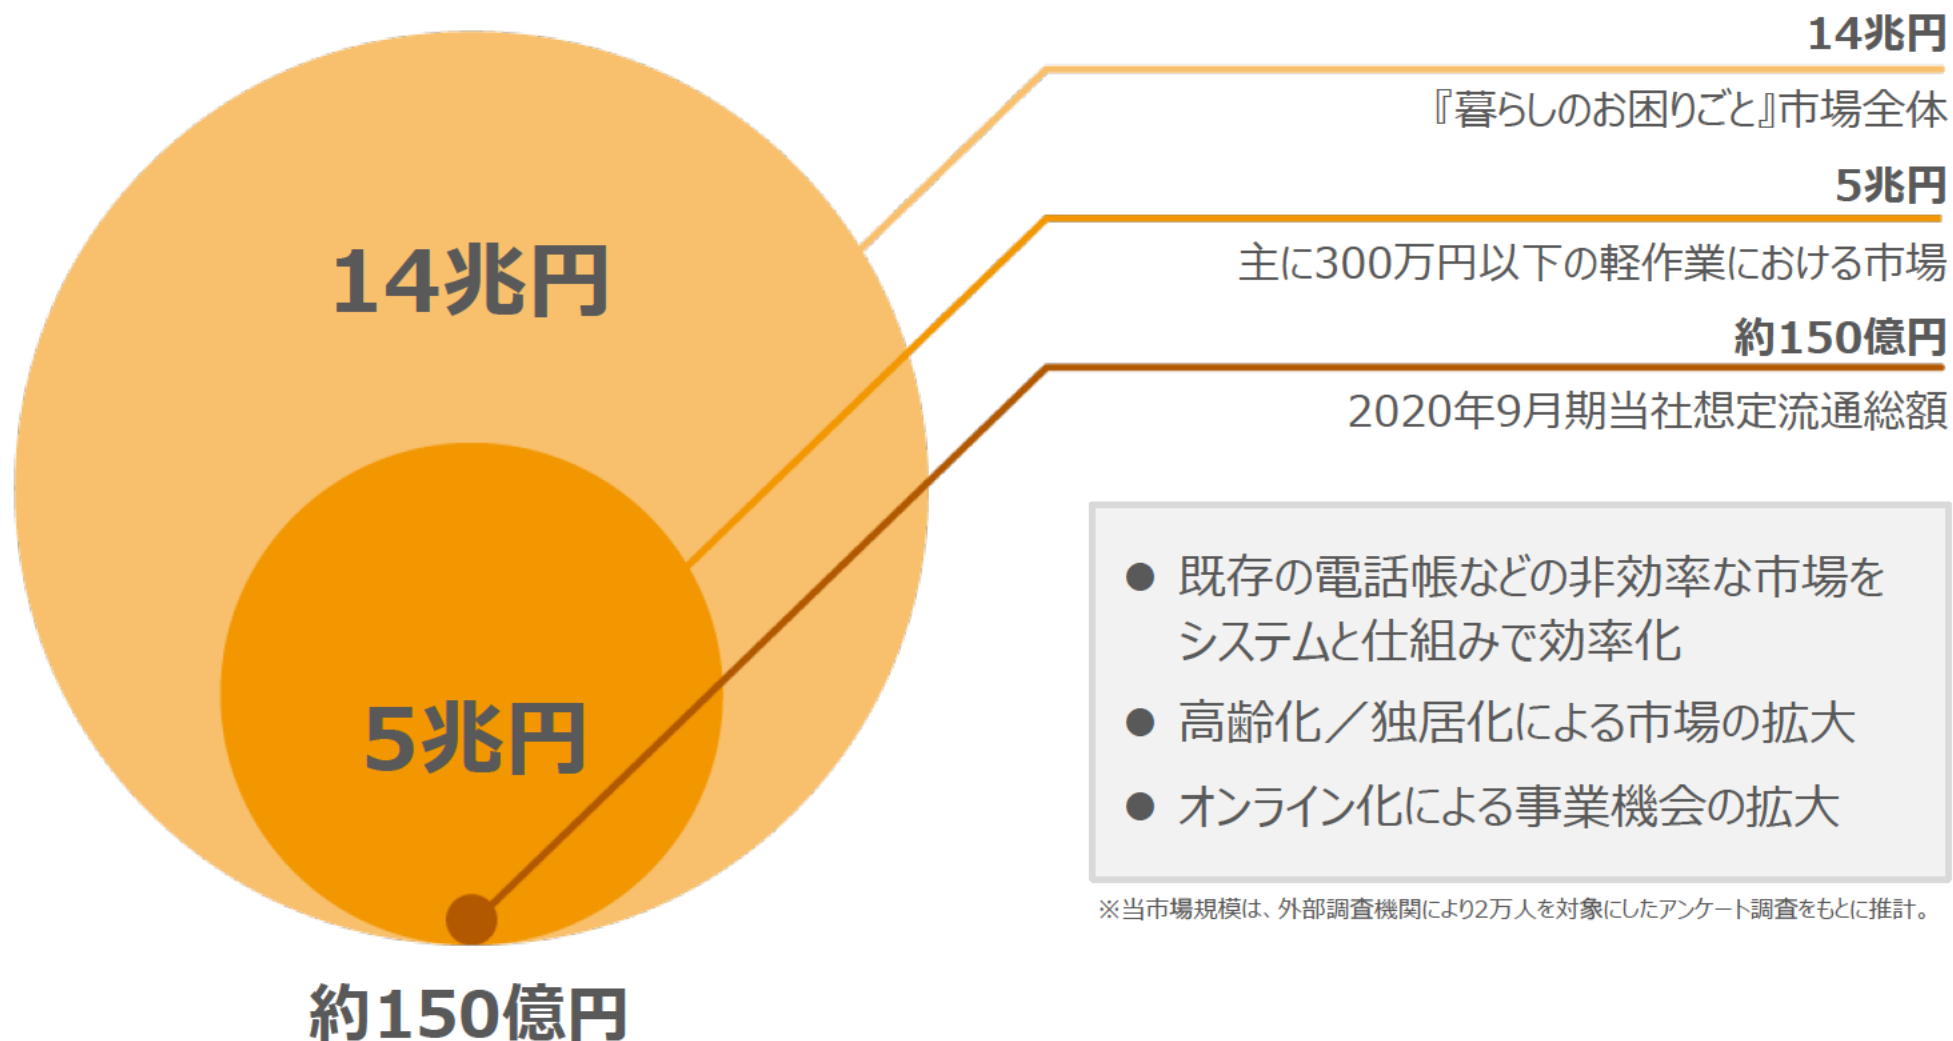 14兆円
『暮らしのお困りごと』市場全体
5兆円
主に300万円以下の軽作業における市場
約150億円
2020年9月期当社想定流通総額
14兆円
5兆円
約150億円
● 既存の電話帳などの非効率な市場を
システムと仕組みで効率化
● 高齢化／独居化による市場の拡大
● オンライン化による事業機会の拡大
※当市場規模は、外部調査機関により2万人を対象にしたアンケート調査をもとに推計。